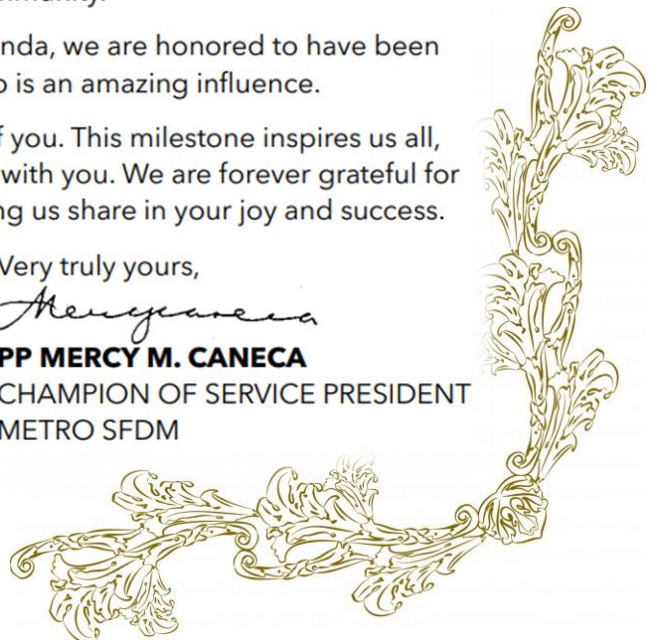 nda, we are honored to have been
o is an amazing influence.
f you. This milestone inspires us all,
with you. We are forever grateful for
ng us share in your joy and success.
Very truly yours,
Mercycaneca
PP MERCY M. CANECA
CHAMPION OF SERVICE PRESIDENT
METRO SFDM